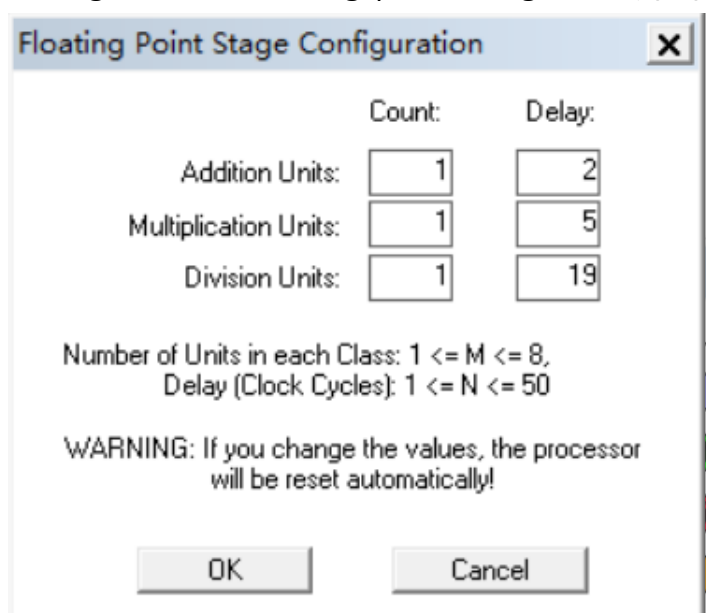 Floating Point Stage Configuration
Count: Delay:
Addition Units: 1 2
Multiplication Units: 1 5
Division Units: 1 19
Number of Units in each Class: 1 <= M <= 8,
Delay (Clock Cycles): 1 <= N <= 50
WARNING: If you change the values, the processor
will be reset automatically!
OK Cancel